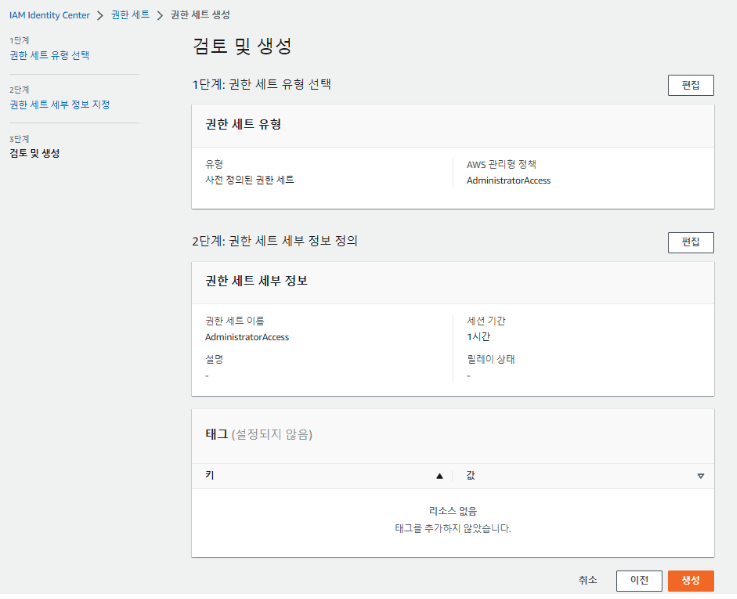 IAM Identity Center > 권한 세트 > 권한 세트 생성
1단계
권한 세트 유형 선택
2단계
권한 세트 세부 정보 지정
3단계
검토 및 생성
검토 및 생성
1단계: 권한 세트 유형 선택
편집
권한 세트 유형
유형
사전 정의된 권한 세트
AWS 관리형 정책
AdministratorAccess
2단계: 권한 세트 세부 정보 정의
편집
권한 세트 세부 정보
권한 세트 이름
AdministratorAccess
설명
-
세션 기간
1시간
릴레이 상태
-
태그 (설정되지 않음)
키
값
리소스 없음
태그를 추가하지 않았습니다.
취소
이전
생성